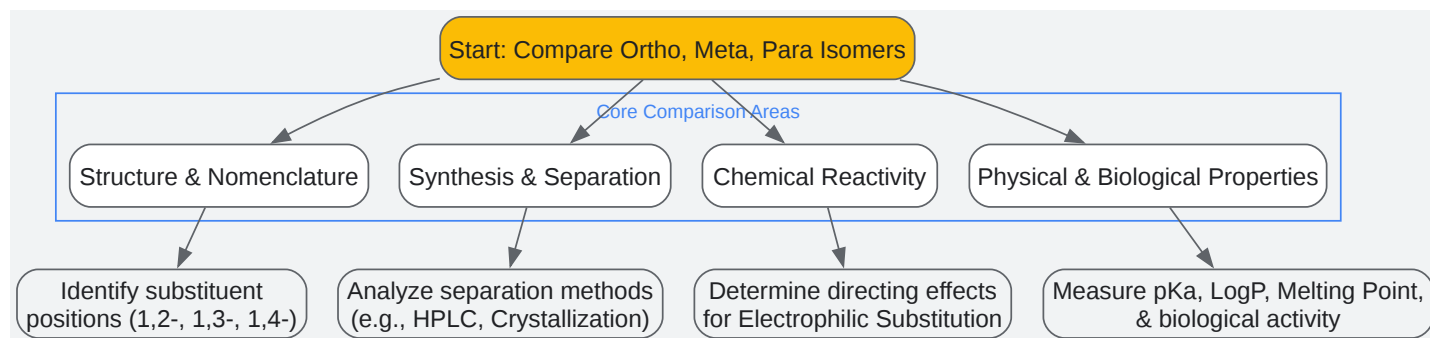 Start: Compare Ortho, Meta, Para Isomers
Core Comparison Areas
Structure & Nomenclature
Synthesis & Separation
Chemical Reactivity
Physical & Biological Properties
Identify substituent
positions (1,2-, 1,3-, 1,4-)
Analyze separation methods
(e.g., HPLC, Crystallization)
Determine directing effects
for Electrophilic Substitution
Measure pKa, LogP, Melting Point,
& biological activity